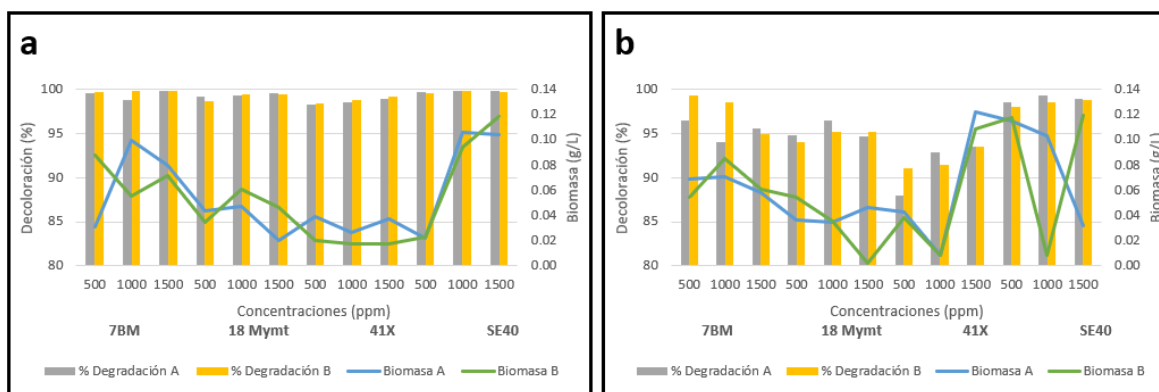 a
100
95
90
85
80
Decoloración (%)
0.14
0.12
0.10
0.08
0.06
0.04
0.02
0.00
Biomasa (g/L)
500 1000 1500 500 1000 1500 500 1000 1500 500 1000 1500
Concentraciones (ppm)
7BM 18 Mymt 41X SE40
% Degradación A % Degradación B Biomasa A Biomasa B
b
100
95
90
85
80
Decoloración (%)
0.14
0.12
0.10
0.08
0.06
0.04
0.02
0.00
Biomasa (g/L)
500 1000 1500 500 1000 1500 500 1000 1500 500 1000 1500
Concentraciones (ppm)
7BM 18 Mymt 41X SE40
% Degradación A % Degradación B Biomasa A Biomasa B